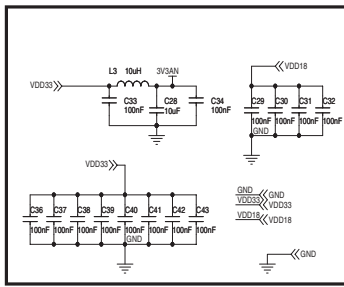 L3 10uH 3V3AN
VDD33
C33 C28 C34
100nF 10uF 100nF
VDD18
C29 C30 C31 C32
100nF 100nF 100nF 100nF
GND
VDD33
C36 C37 C38 C39 C40 C41 C42 C43
100nF 100nF 100nF 100nF 100nF 100nF 100nF 100nF
GND
GND GND
VDD33 VDD33
VDD18 VDD18
GND